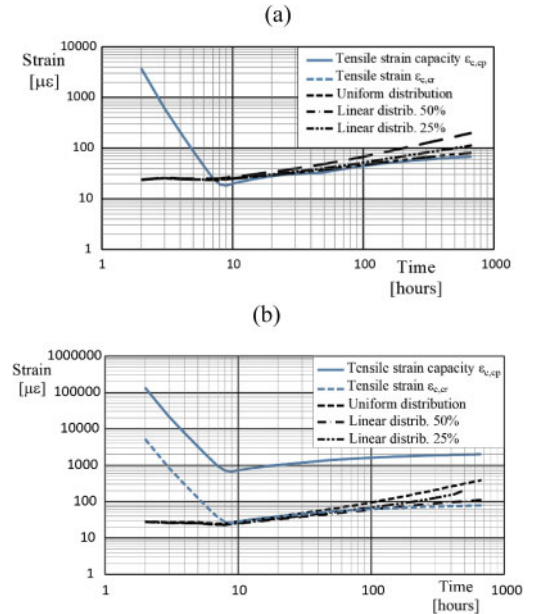 (a)
Strain
[με]
10000
1000
100
10
1
Tensile strain capacity εc,cp
Tensile strain εc,cr
Uniform distribution
Linear distrib. 50%
Linear distrib. 25%
1
10
100
1000
Time
[hours]
(b)
Strain
[με]
1000000
100000
10000
1000
100
10
1
Tensile strain capacity εc,cp
Tensile strain εc,cr
Uniform distribution
Linear distrib. 50%
Linear distrib. 25%
1
10
100
1000
Time
[hours]